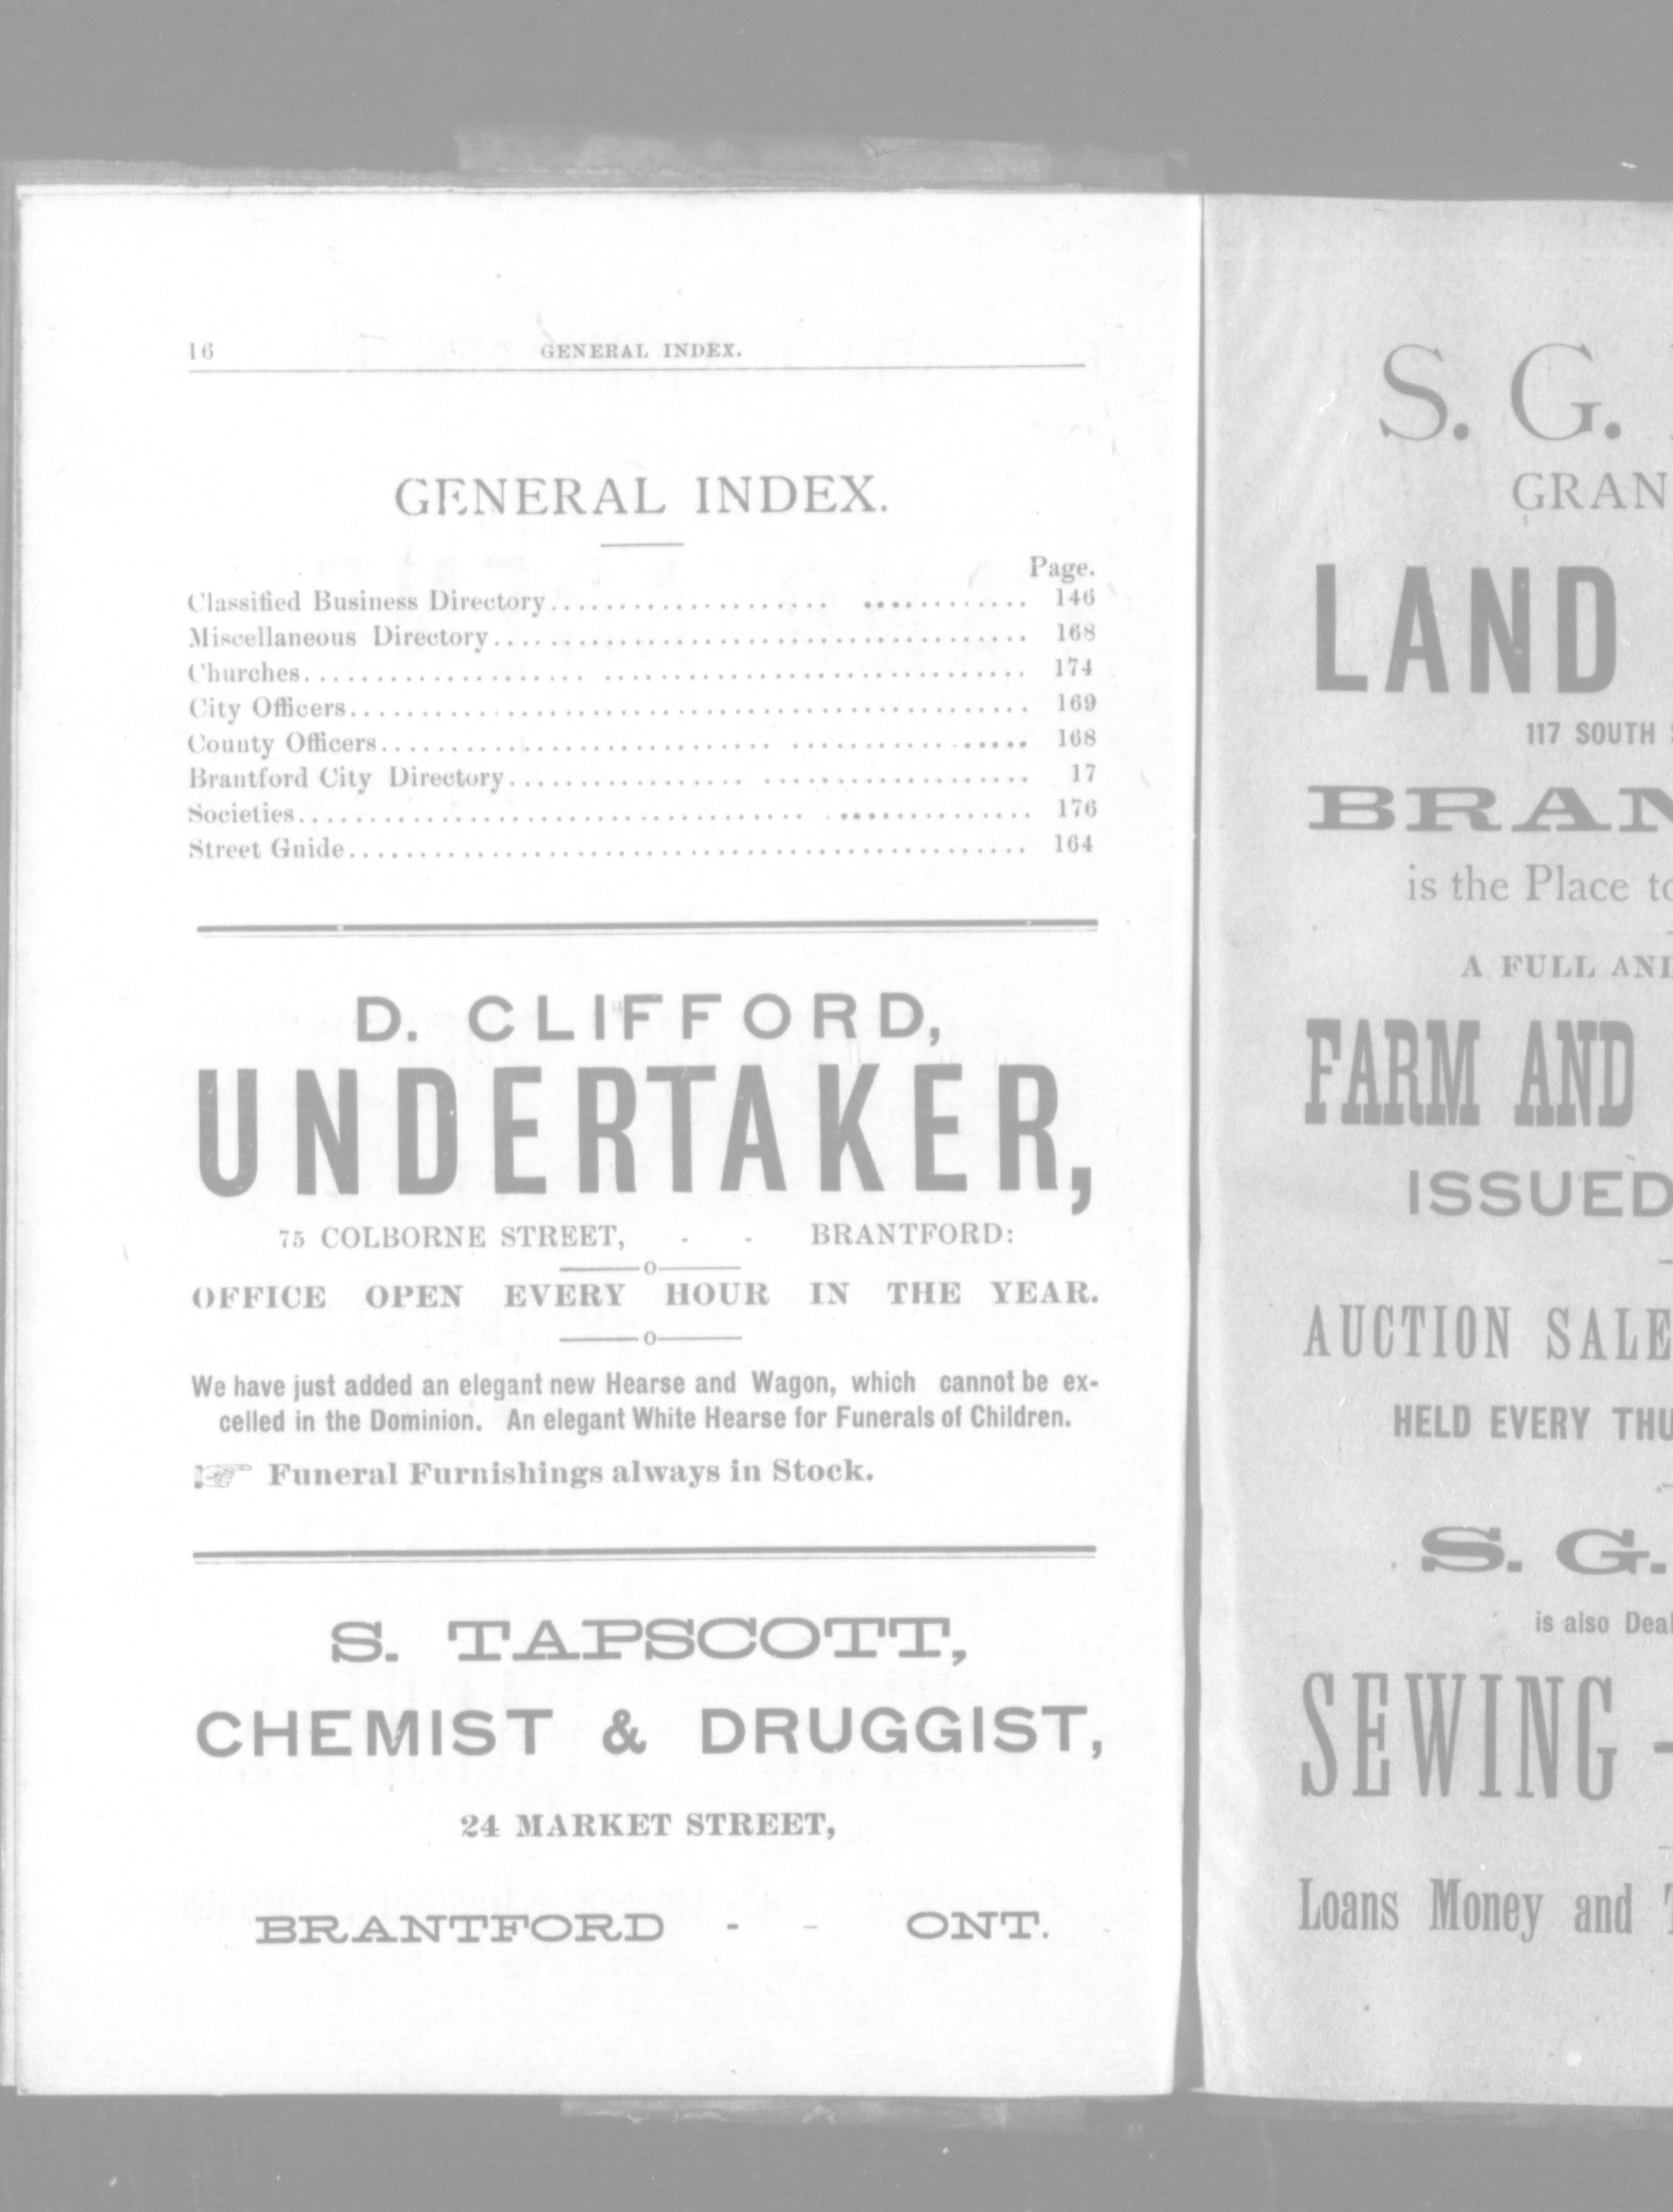 16 GENERAL INDEX.
GENERAL INDEX.
Page.
Classified Business Directory.................... ............ 146
Miscellaneous Directory...................................... 168
Churches.................... .............................. 174
City Officers................................................ 169
County Officers............................ ................. 168
Brantford City Directory................. ................... 17
Societies.................................... .............. 176
Street Guide................................................ 164
D. CLIFFORD,
UNDERTAKER,
75 COLBORNE STREET, - - BRANTFORD:
OFFICE OPEN EVERY HOUR IN THE YEAR.
We have just added an elegant new Hearse and Wagon, which cannot be ex-
celled in the Dominion. An elegant White Hearse for Funerals of Children.
☞ Funeral Furnishings always in Stock.
S. TAPSCOTT,
CHEMIST & DRUGGIST,
24 MARKET STREET,
BRANTFORD - - ONT.
S. G.
GRAN
LAND
117 SOUTH
BRAN
is the Place to
A FULL AND
FARM AND
ISSUED
AUCTION SALE
HELD EVERY THU
S. G.
is also Deal
SEWING -
Loans Money and